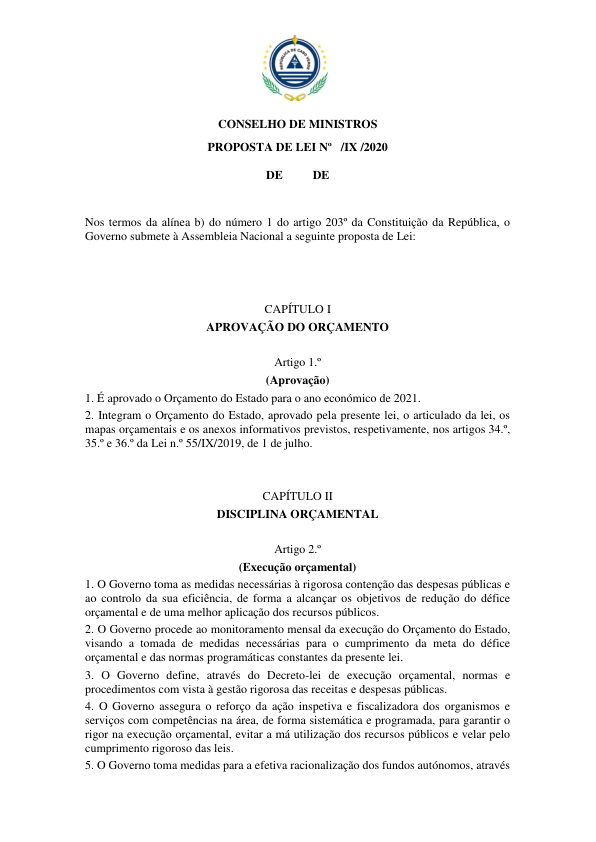 REPÚBLICA DE CABO VERDE
CONSELHO DE MINISTROS
PROPOSTA DE LEI Nº /IX /2020
DE DE
Nos termos da alínea b) do número 1 do artigo 203º da Constituição da República, o
Governo submete à Assembleia Nacional a seguinte proposta de Lei:
CAPÍTULO I
APROVAÇÃO DO ORÇAMENTO
Artigo 1.º
(Aprovação)
1. É aprovado o Orçamento do Estado para o ano económico de 2021.
2. Integram o Orçamento do Estado, aprovado pela presente lei, o articulado da lei, os
mapas orçamentais e os anexos informativos previstos, respetivamente, nos artigos 34.º,
35.º e 36.º da Lei n.º 55/IX/2019, de 1 de julho.
CAPÍTULO II
DISCIPLINA ORÇAMENTAL
Artigo 2.º
(Execução orçamental)
1. O Governo toma as medidas necessárias à rigorosa contenção das despesas públicas e
ao controlo da sua eficiência, de forma a alcançar os objetivos de redução do défice
orçamental e de uma melhor aplicação dos recursos públicos.
2. O Governo procede ao monitoramento mensal da execução do Orçamento do Estado,
visando a tomada de medidas necessárias para o cumprimento da meta do défice
orçamental e das normas programáticas constantes da presente lei.
3. O Governo define, através do Decreto-lei de execução orçamental, normas e
procedimentos com vista à gestão rigorosa das receitas e despesas públicas.
4. O Governo assegura o reforço da ação inspetiva e fiscalizadora dos organismos e
serviços com competências na área, de forma sistemática e programada, para garantir o
rigor na execução orçamental, evitar a má utilização dos recursos públicos e velar pelo
cumprimento rigoroso das leis.
5. O Governo toma medidas para a efetiva racionalização dos fundos autónomos, através